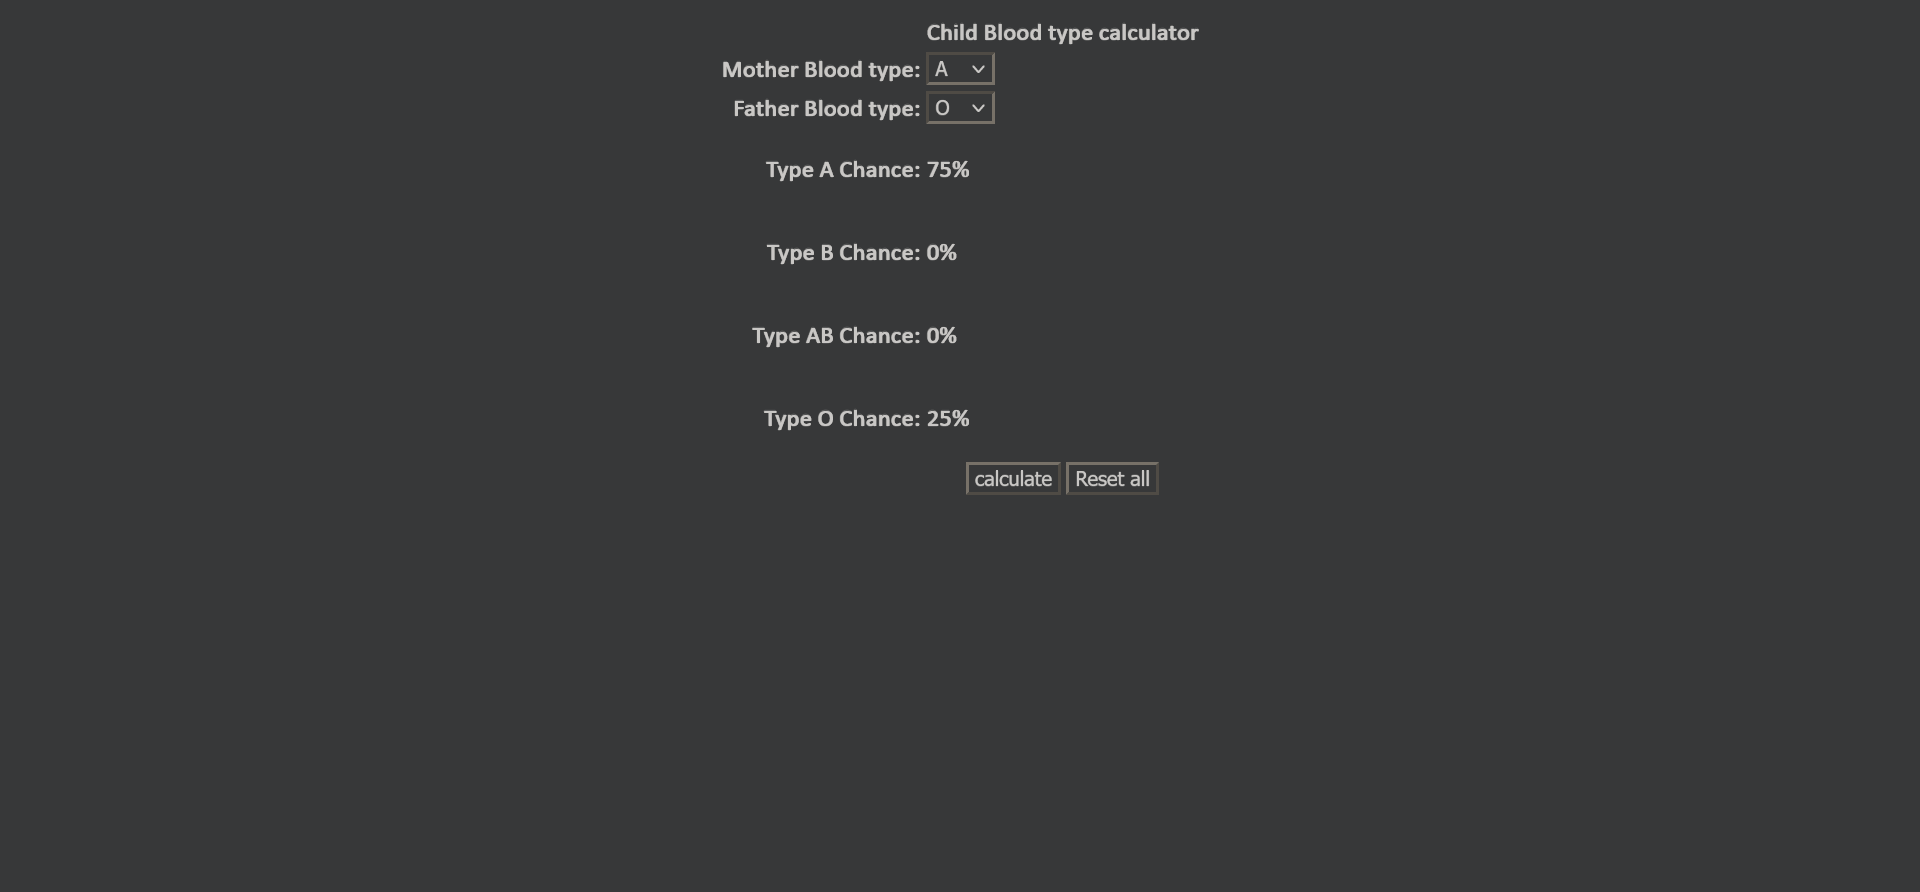 Child Blood type calculator
Mother Blood type: A
Father Blood type: O
Type A Chance: 75%
Type B Chance: 0%
Type AB Chance: 0%
Type O Chance: 25%
calculate Reset all